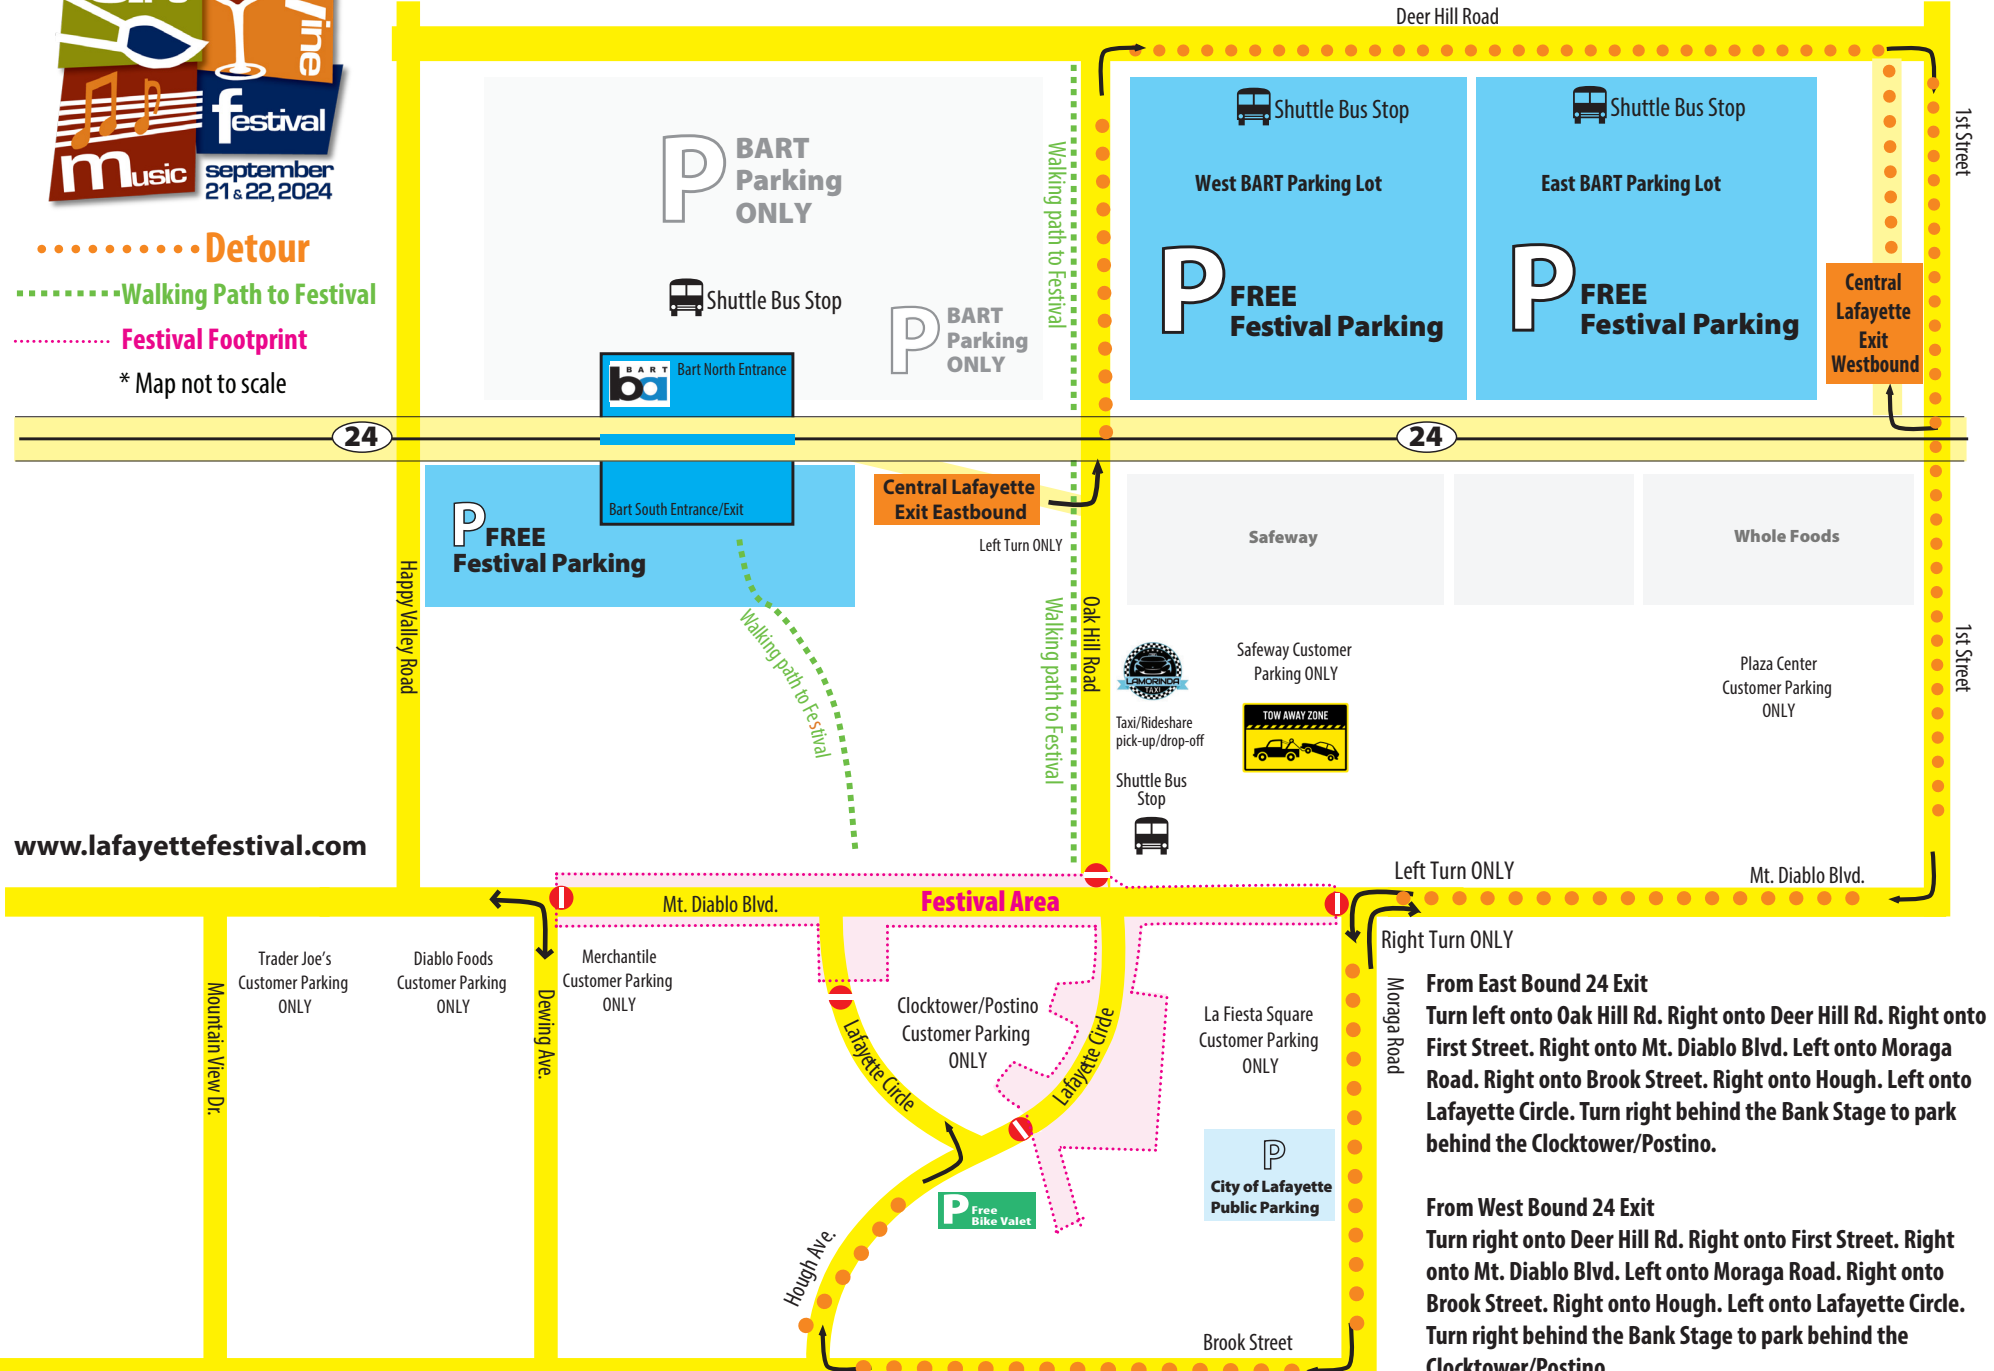 Vine
festival
music
september
21 & 22, 2024
Detour
Walking Path to Festival
Festival Footprint
* Map not to scale
Deer Hill Road
BART
Parking
ONLY
Shuttle Bus Stop
BART
Parking
ONLY
Walking path to Festival
Shuttle Bus Stop
West BART Parking Lot
P FREE
Festival Parking
Shuttle Bus Stop
East BART Parking Lot
P FREE
Festival Parking
1st Street
Central
Lafayette
Exit
Westbound
BART
ba
Bart North Entrance
24
24
Bart South Entrance/Exit
P FREE
Festival Parking
Central Lafayette
Exit Eastbound
Left Turn ONLY
Safeway
Whole Foods
Happy Valley Road
Walking path to Festival
Walking path to Festival
Oak Hill Road
LAMORINDA
TAXI
Taxi/Rideshare
pick-up/drop-off
Shuttle Bus
Stop
Safeway Customer
Parking ONLY
TOW AWAY ZONE
Plaza Center
Customer Parking
ONLY
1st Street
www.lafayettefestival.com
Left Turn ONLY
Mt. Diablo Blvd.
Mt. Diablo Blvd.
Festival Area
Right Turn ONLY
Trader Joe's
Customer Parking
ONLY
Diablo Foods
Customer Parking
ONLY
Merchantile
Customer Parking
ONLY
Mountain View Dr.
Dewing Ave.
Lafayette Circle
Clocktower/Postino
Customer Parking
ONLY
Lafayette Circle
La Fiesta Square
Customer Parking
ONLY
Moraga Road
P
City of Lafayette
Public Parking
P Free
Bike Valet
Hough Ave.
Brook Street
From East Bound 24 Exit
Turn left onto Oak Hill Rd. Right onto Deer Hill Rd. Right onto
First Street. Right onto Mt. Diablo Blvd. Left onto Moraga
Road. Right onto Brook Street. Right onto Hough. Left onto
Lafayette Circle. Turn right behind the Bank Stage to park
behind the Clocktower/Postino.
From West Bound 24 Exit
Turn right onto Deer Hill Rd. Right onto First Street. Right
onto Mt. Diablo Blvd. Left onto Moraga Road. Right onto
Brook Street. Right onto Hough. Left onto Lafayette Circle.
Turn right behind the Bank Stage to park behind the
Clocktower/Postino